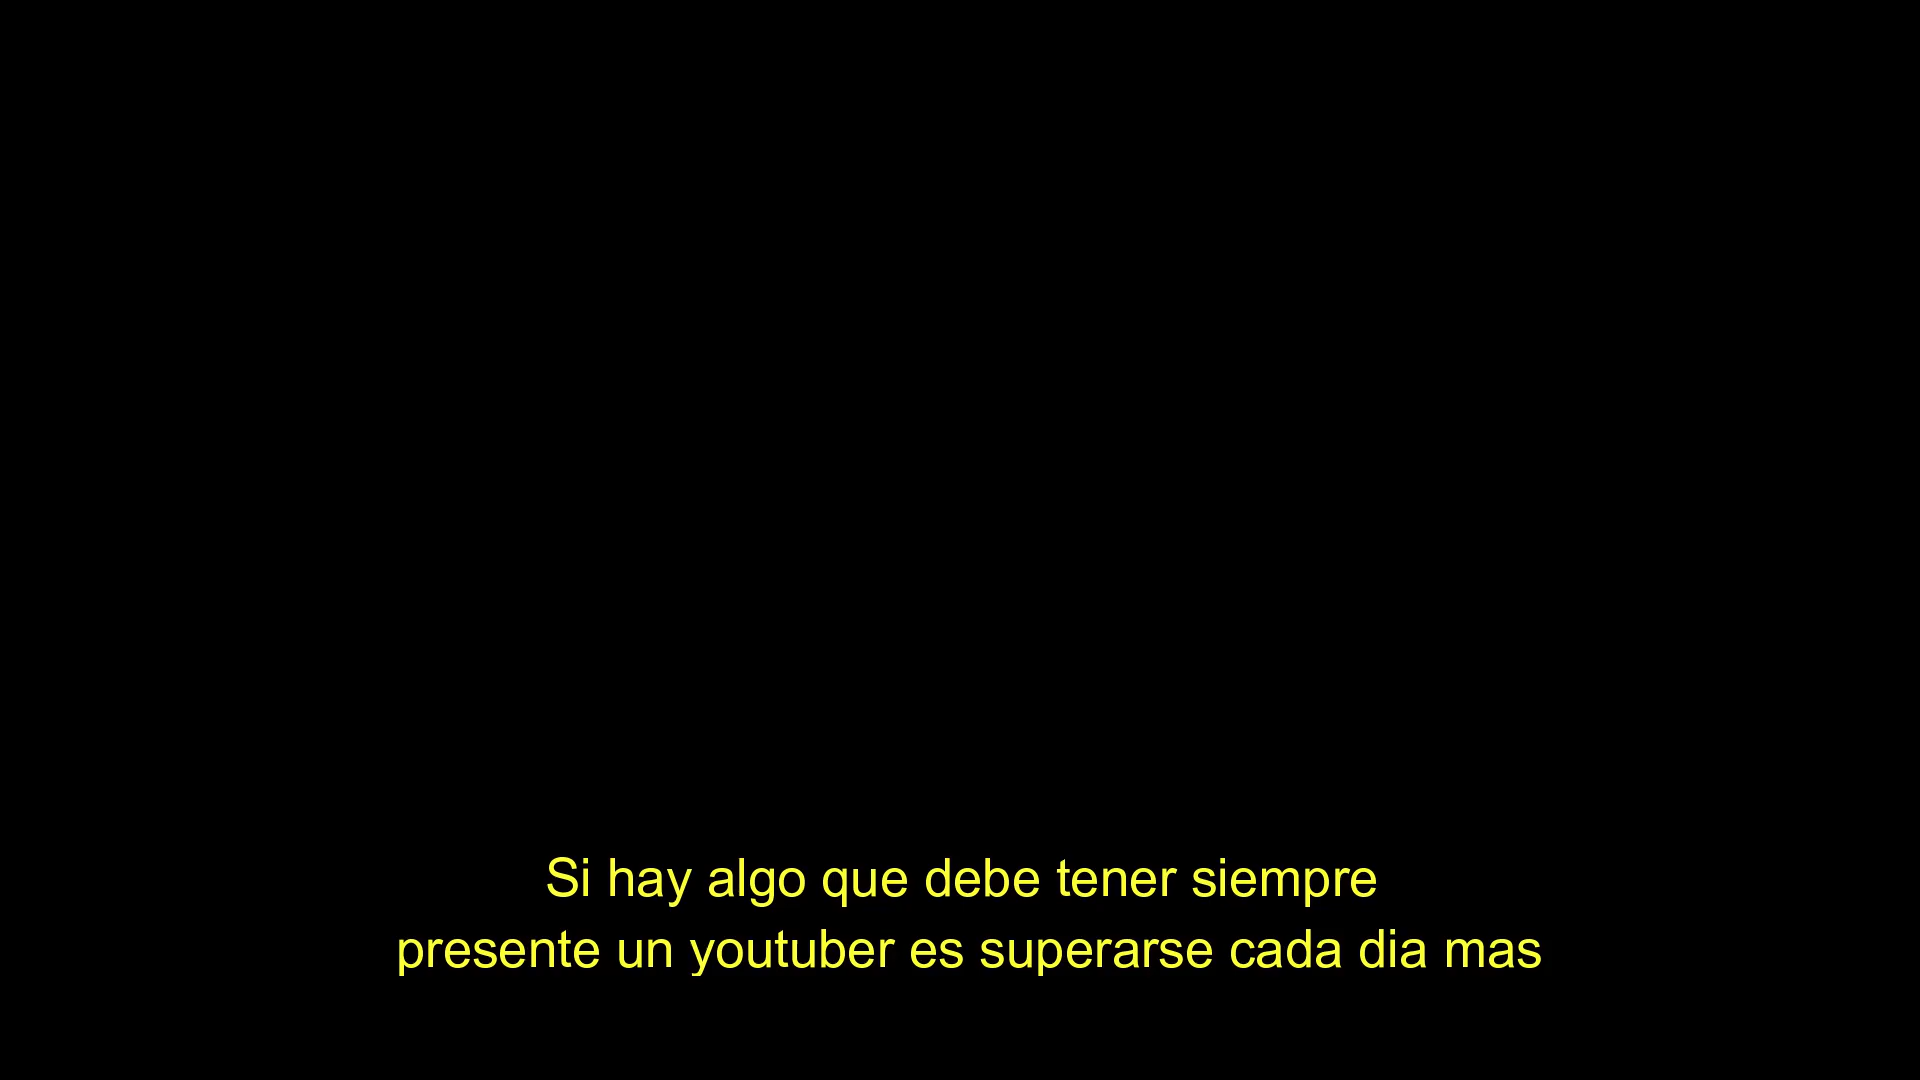 Si hay algo que debe tener siempre
presente un youtuber es superarse cada dia mas